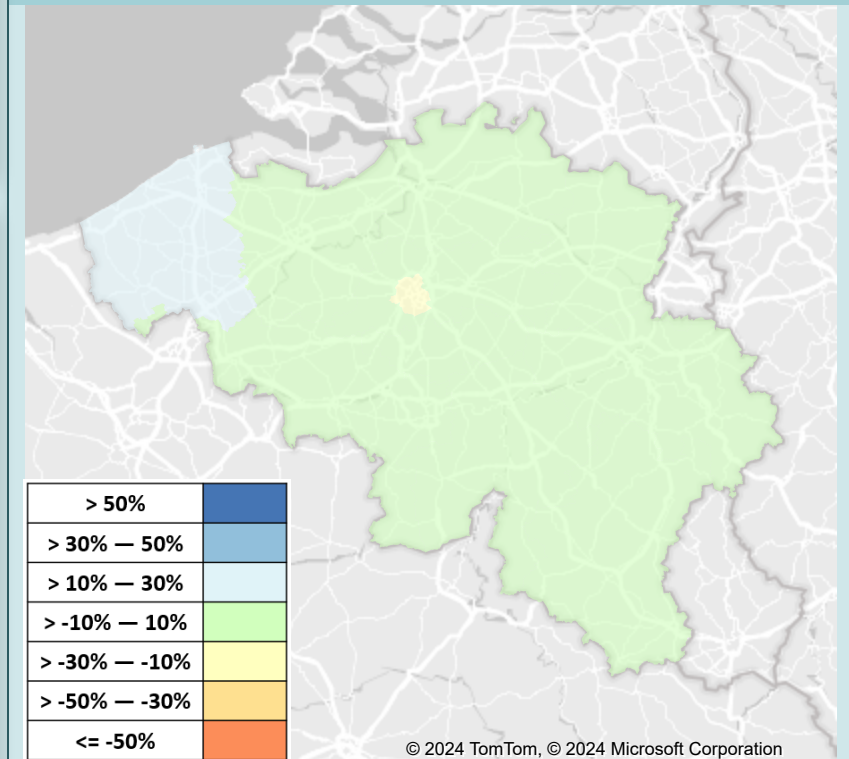 > 50%
> 30% — 50%
> 10% — 30%
> -10% — 10%
> -30% — -10%
> -50% — -30%
<= -50%
© 2024 TomTom, © 2024 Microsoft Corporation